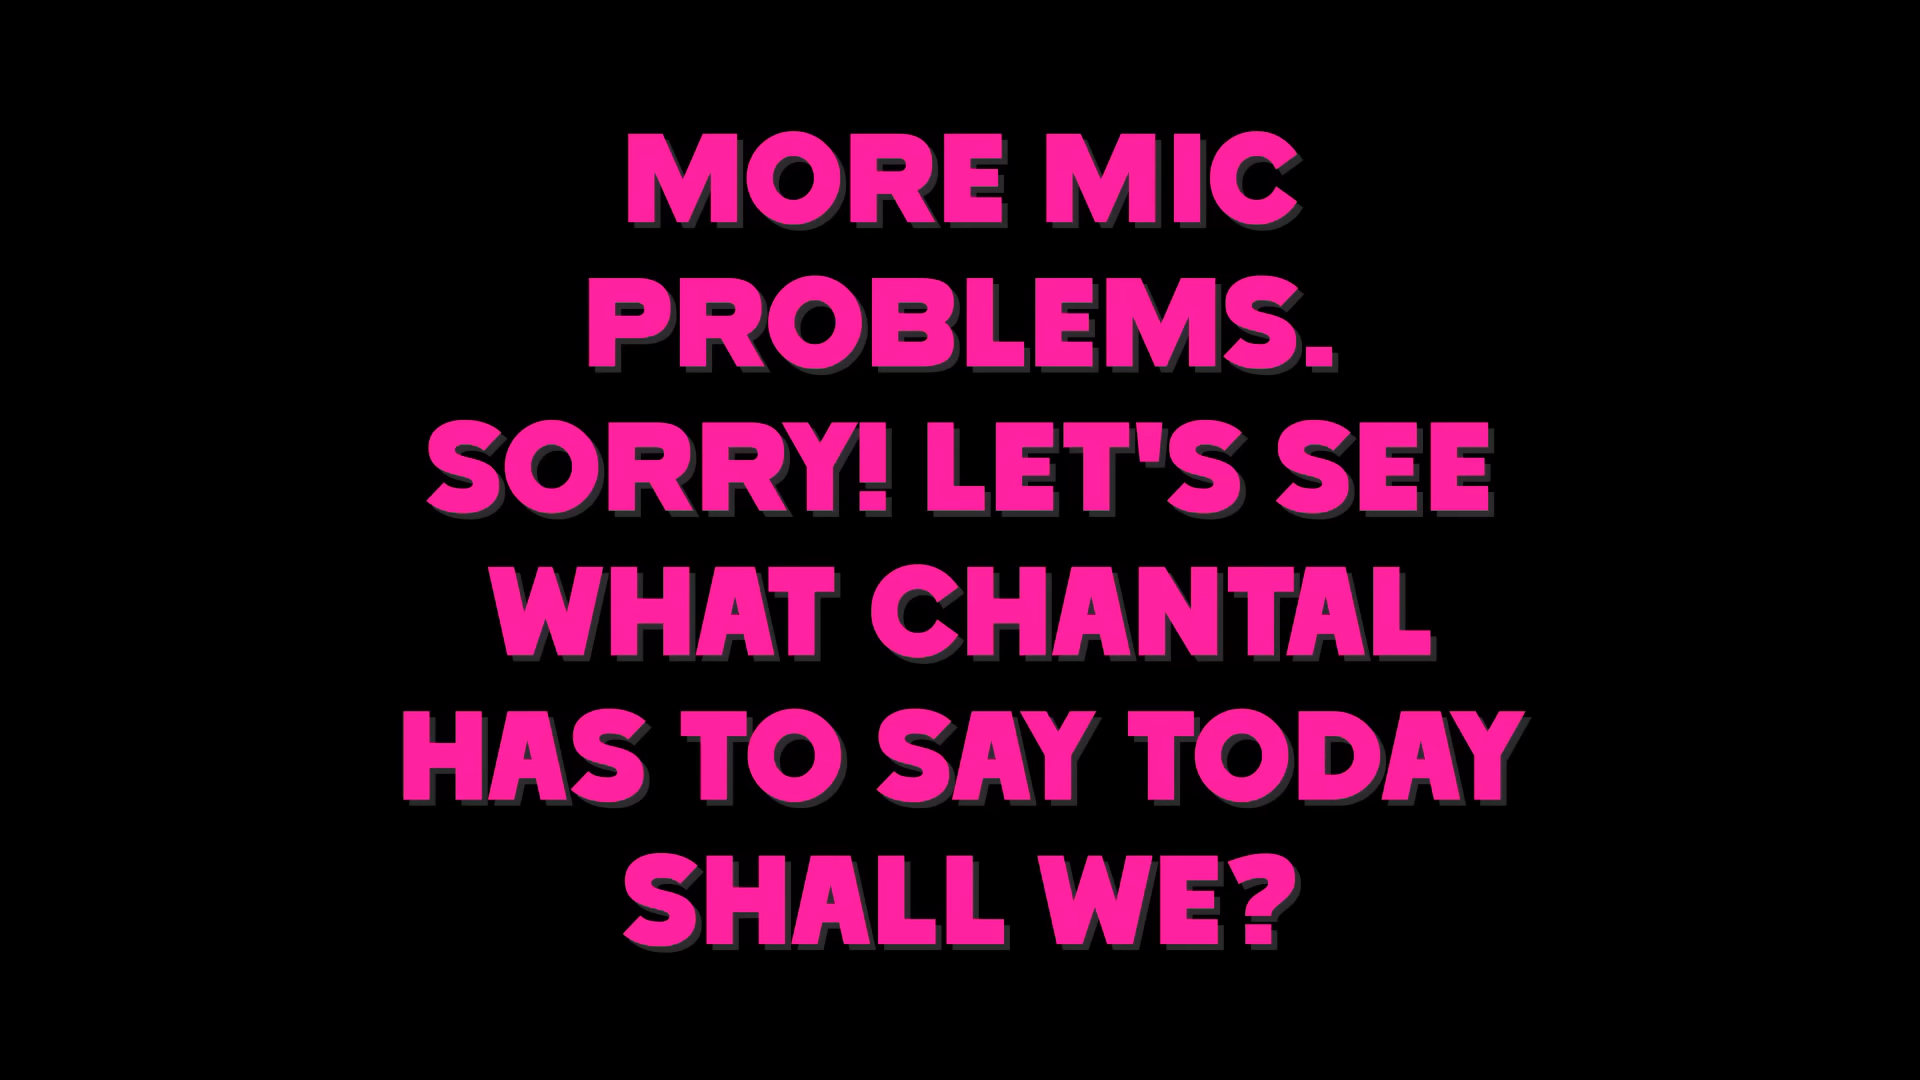 MORE MIC
PROBLEMS.
SORRY! LET'S SEE
WHAT CHANTAL
HAS TO SAY TODAY
SHALL WE?